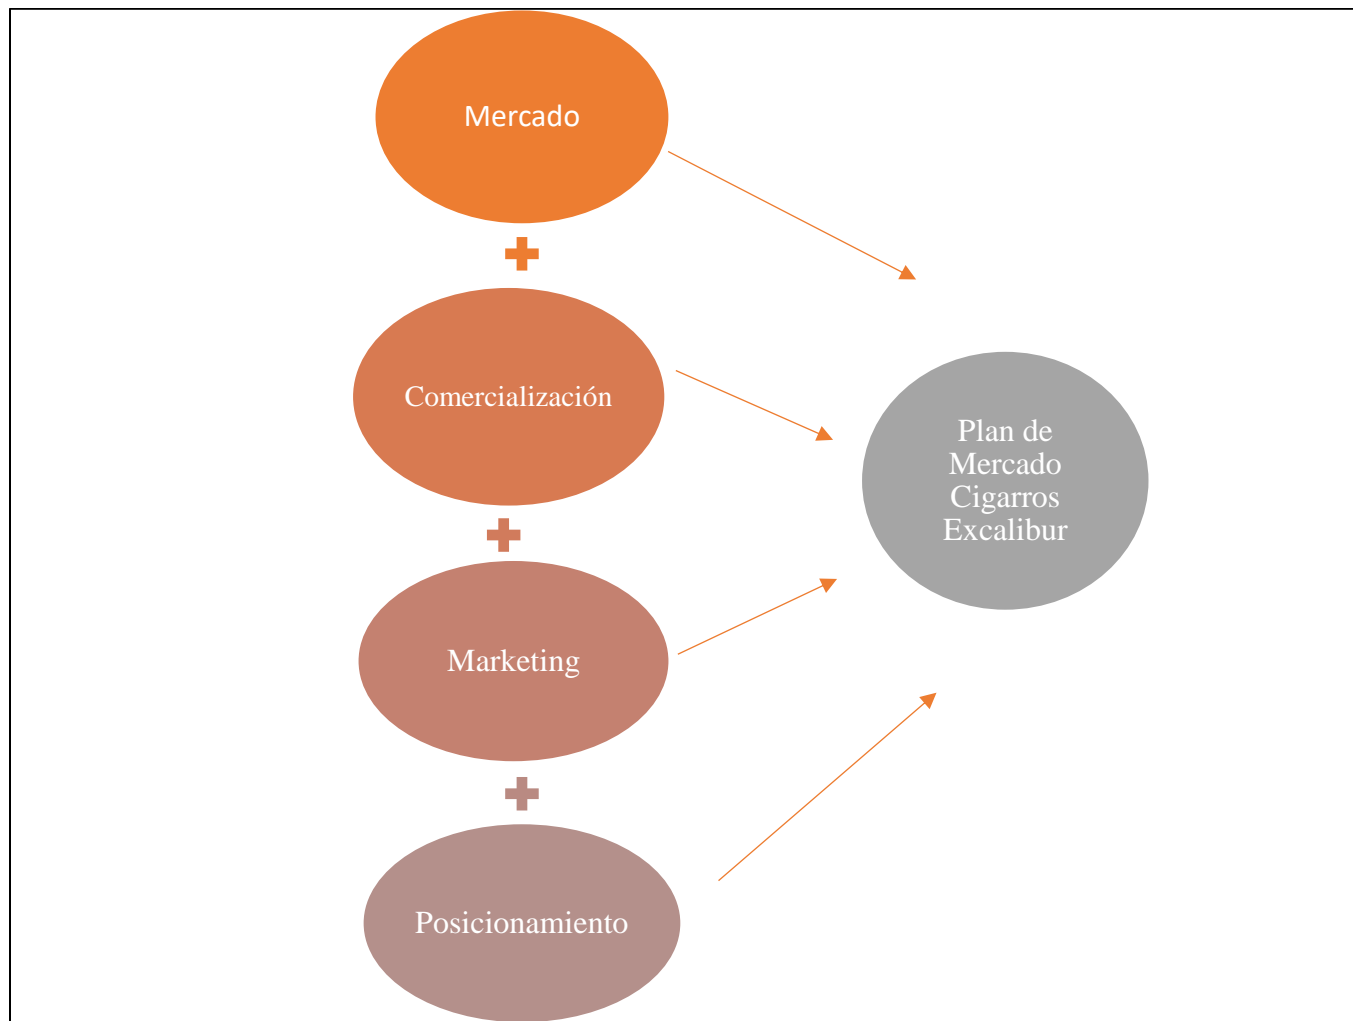 Mercado
Comercialización
Plan de
Mercado
Cigarros
Excalibur
Marketing
Posicionamiento